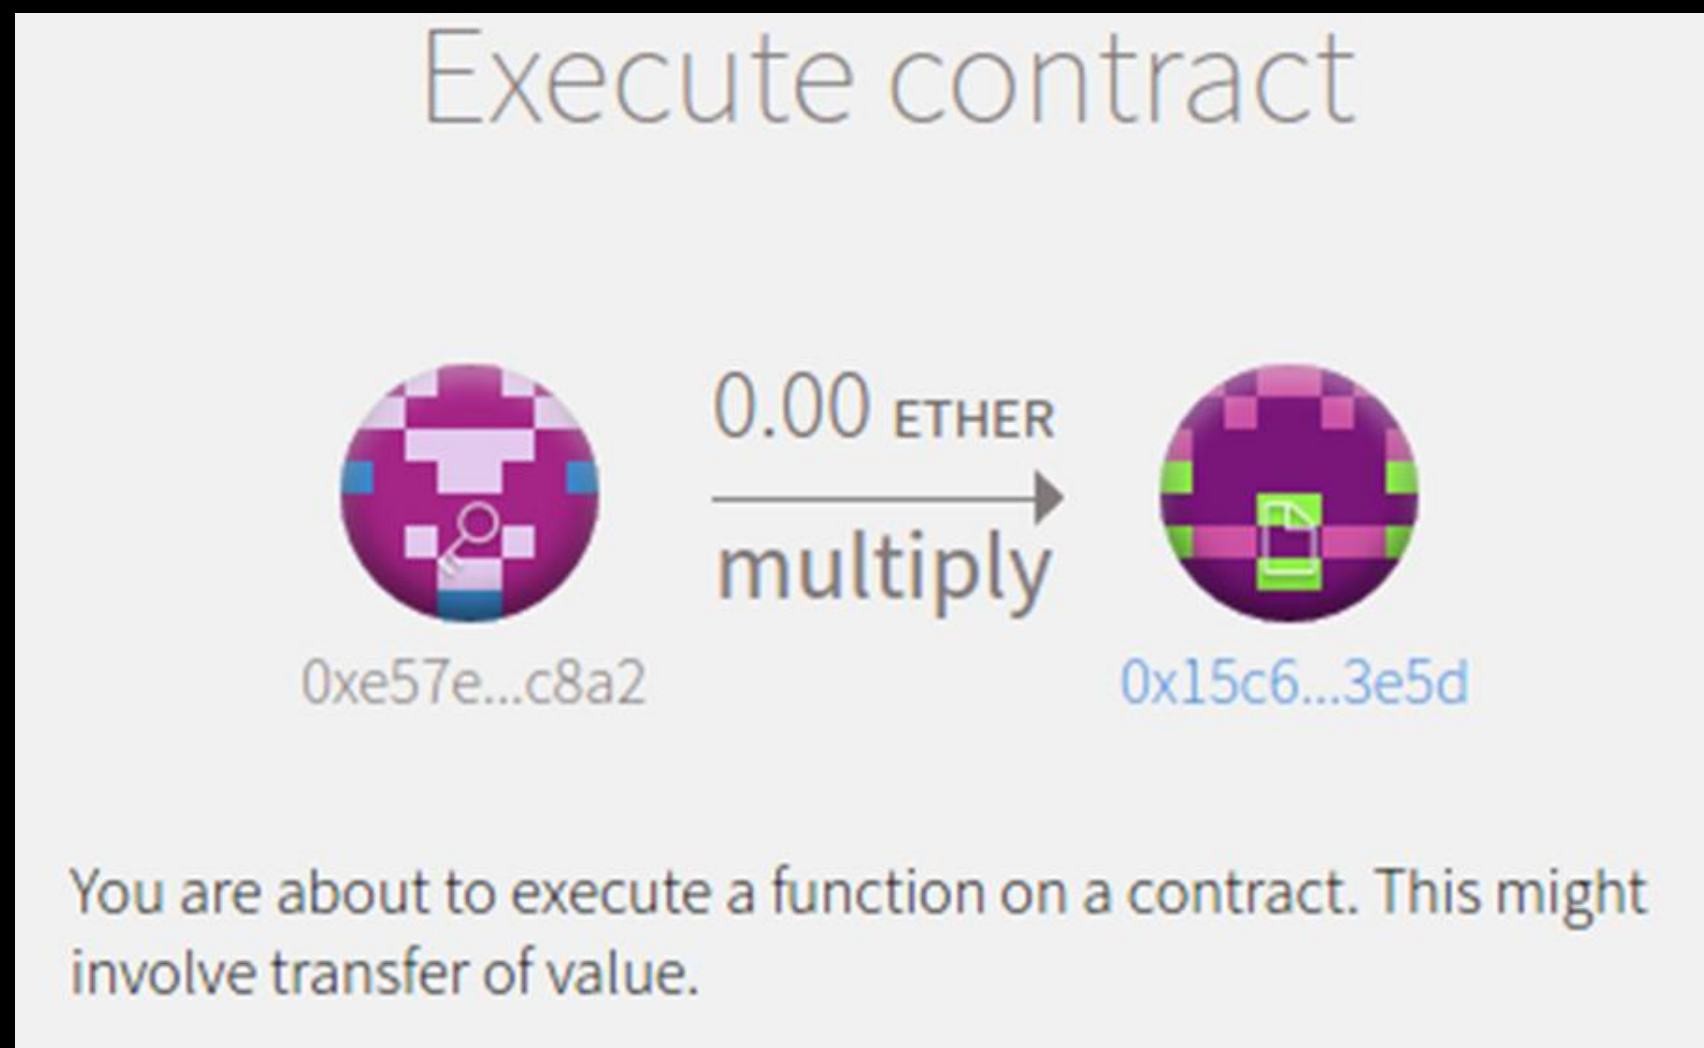 Execute contract
0.00 ETHER
multiply
0xe57e...c8a2
0x15c6...3e5d
You are about to execute a function on a contract. This might
involve transfer of value.